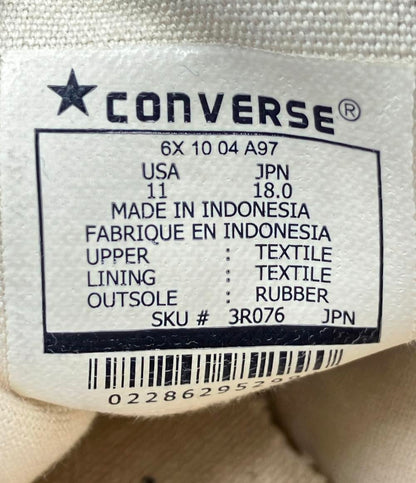 ★ CONVERSE®
6X 10 04 A97
USA JPN
11 18.0
MADE IN INDONESIA
FABRIQUE EN INDONESIA
UPPER : TEXTILE
LINING : TEXTILE
OUTSOLE : RUBBER
SKU # 3R076 JPN